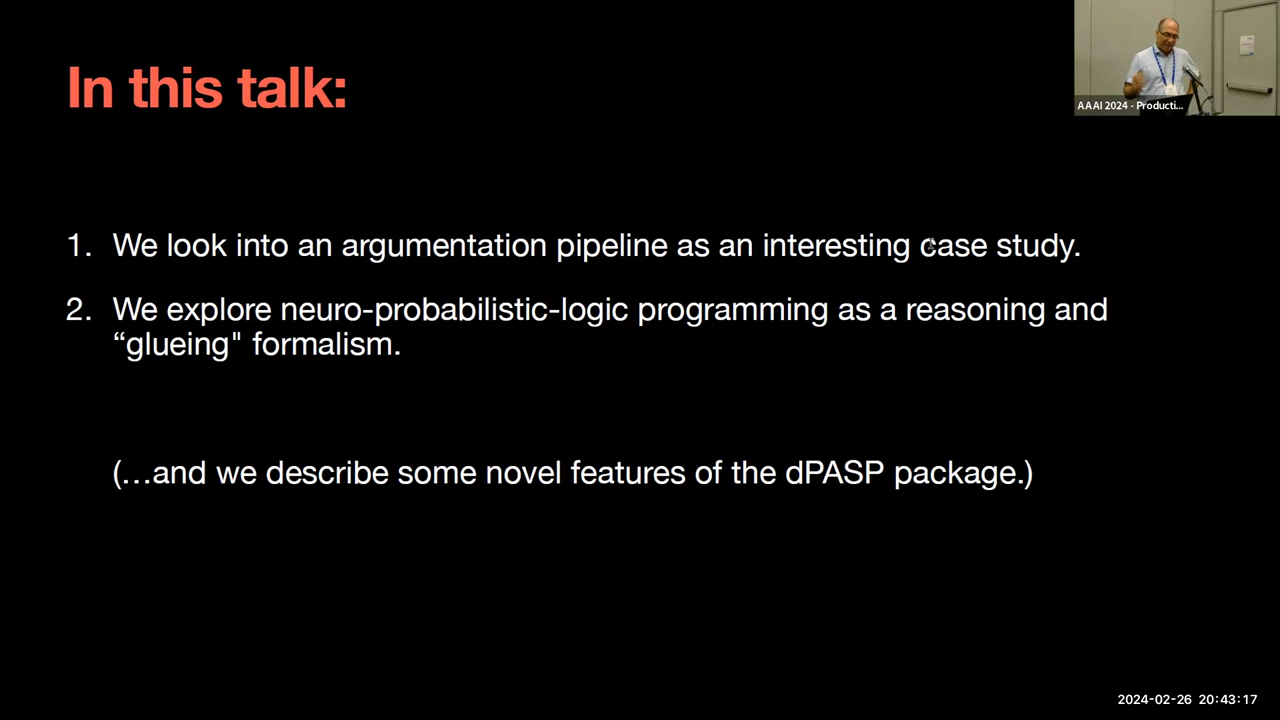 In this talk:
AAAI 2024 - Producti...
1. We look into an argumentation pipeline as an interesting case study.
2. We explore neuro-probabilistic-logic programming as a reasoning and
“glueing" formalism.
(…and we describe some novel features of the dPASP package.)
2024-02-26 20:43:17